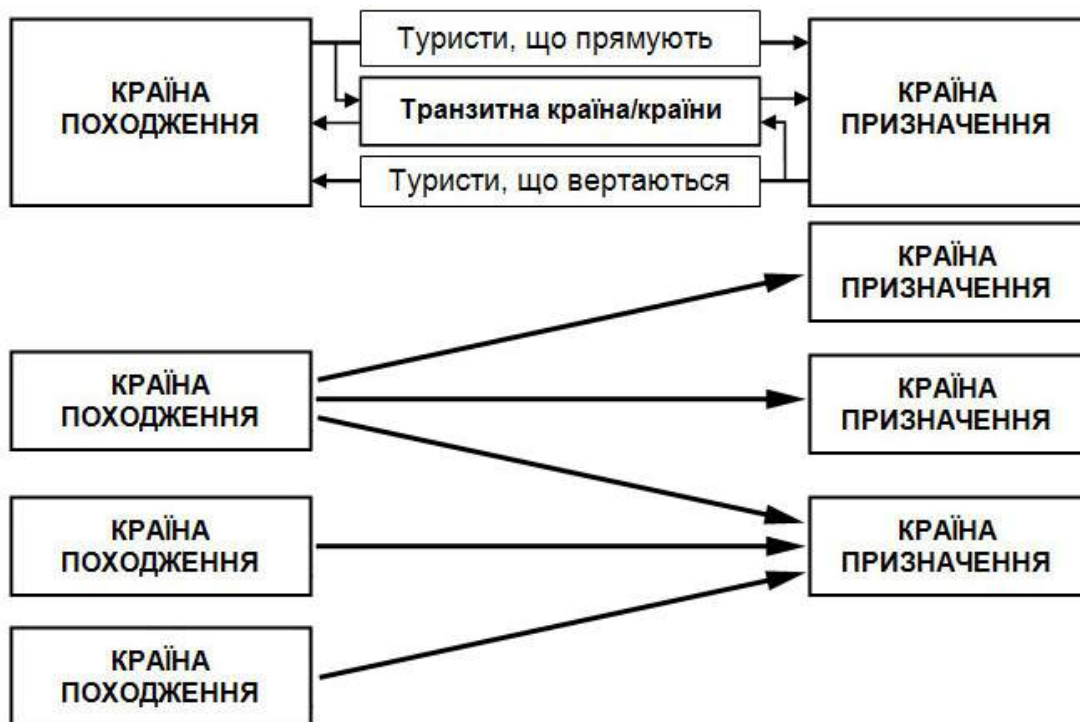 КРАЇНА
ПОХОДЖЕННЯ
Туристи, що прямують
Транзитна країна/країни
Туристи, що вертаються
КРАЇНА
ПРИЗНАЧЕННЯ
КРАЇНА
ПРИЗНАЧЕННЯ
КРАЇНА
ПОХОДЖЕННЯ
КРАЇНА
ПРИЗНАЧЕННЯ
КРАЇНА
ПОХОДЖЕННЯ
КРАЇНА
ПРИЗНАЧЕННЯ
КРАЇНА
ПОХОДЖЕННЯ